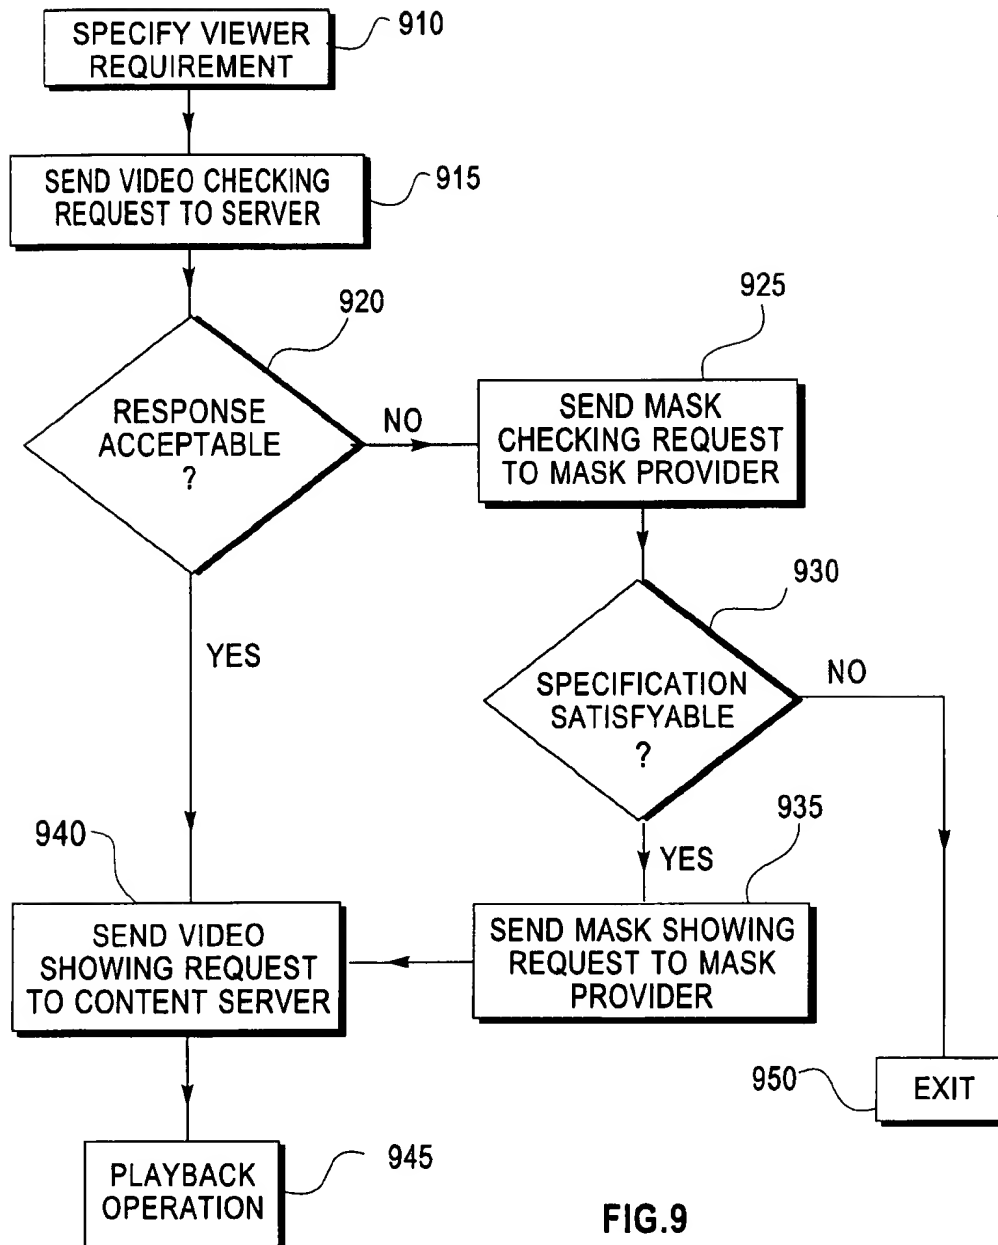 SPECIFY VIEWER
REQUIREMENT
910
SEND VIDEO CHECKING
REQUEST TO SERVER
915
920
RESPONSE
ACCEPTABLE
?
NO
YES
925
SEND MASK
CHECKING REQUEST
TO MASK PROVIDER
930
SPECIFICATION
SATISFYABLE
?
NO
YES
935
SEND MASK SHOWING
REQUEST TO MASK
PROVIDER
940
SEND VIDEO
SHOWING REQUEST
TO CONTENT SERVER
950
EXIT
PLAYBACK
OPERATION
945
FIG.9